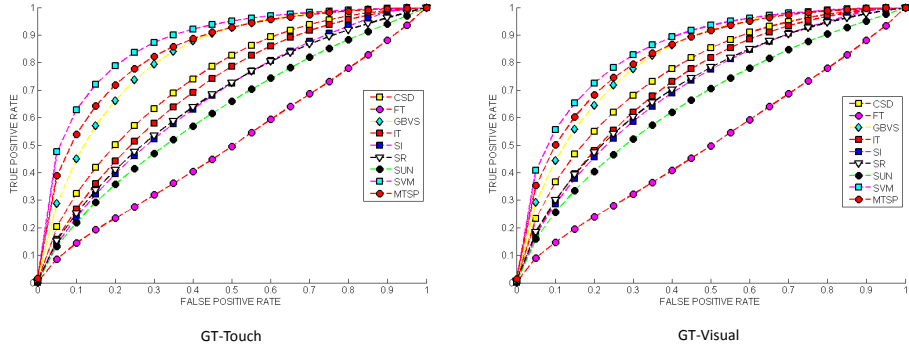 TRUE POSITIVE RATE
1
0.9
0.8
0.7
0.6
0.5
0.4
0.3
0.2
0.1
0
0 0.1 0.2 0.3 0.4 0.5 0.6 0.7 0.8 0.9 1
FALSE POSITIVE RATE
CSD
FT
GBVS
IT
SI
SR
SUN
SVM
MTSP
GT-Touch
TRUE POSITIVE RATE
1
0.9
0.8
0.7
0.6
0.5
0.4
0.3
0.2
0.1
0
0 0.1 0.2 0.3 0.4 0.5 0.6 0.7 0.8 0.9 1
FALSE POSITIVE RATE
CSD
FT
GBVS
IT
SI
SR
SUN
SVM
MTSP
GT-Visual